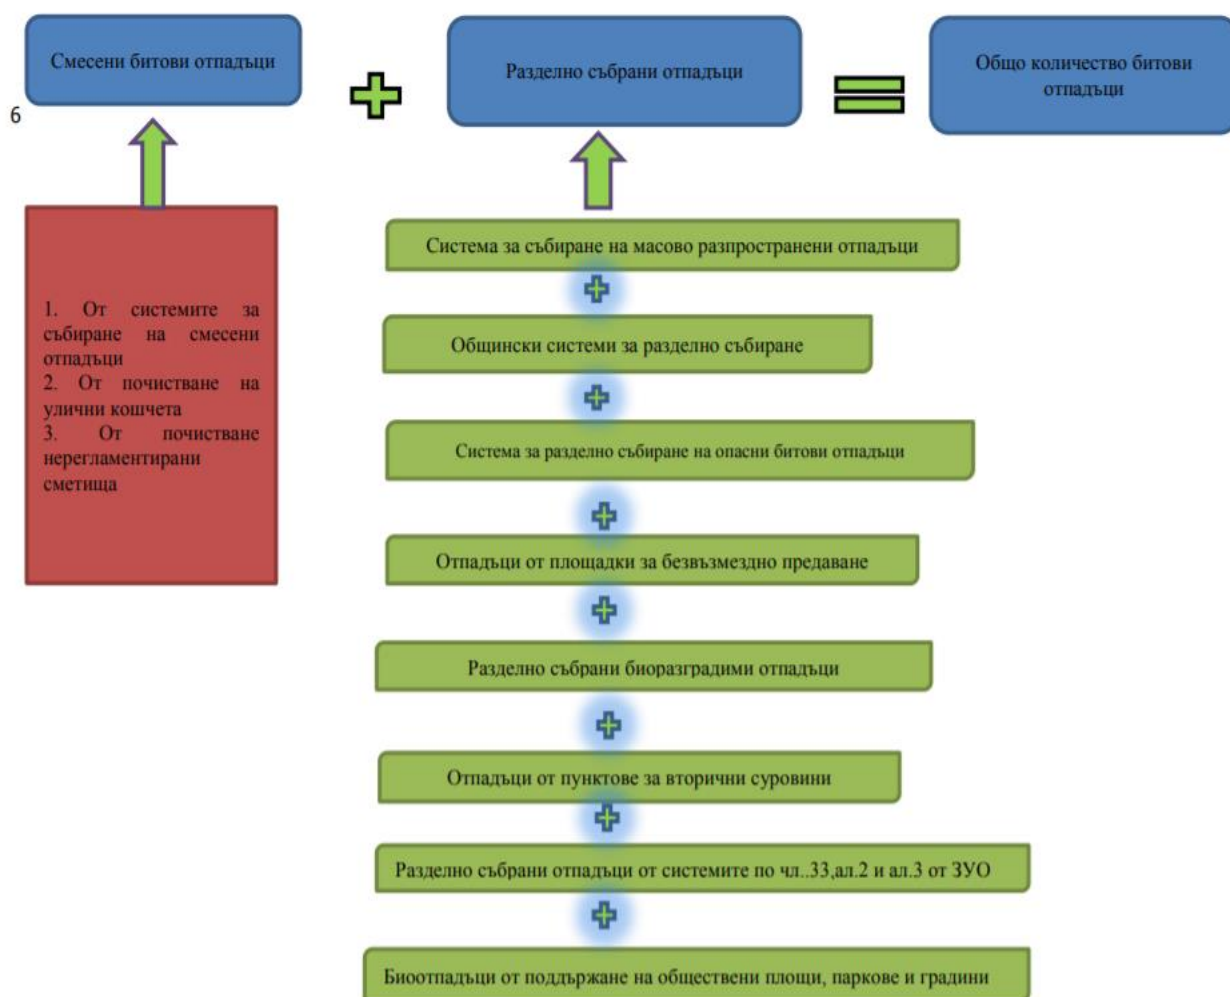 Смесени битови отпадъци
Разделно събрани отпадъци
Общо количество битови
отпадъци
6
1. От системите за
събиране на смесени
отпадъци
2. От почистване на
улични кошчета
3. От почистване
нерегламентирани
сметища
Система за събиране на масово разпространени отпадъци
Общински системи за разделно събиране
Система за разделно събиране на опасни битови отпадъци
Отпадъци от площадки за безвъзмездно предаване
Разделно събрани биоразградими отпадъци
Отпадъци от пунктове за вторични суровини
Разделно събрани отпадъци от системите по чл..33,ал.2 и ал.3 от ЗУО
Биоотпадъци от поддържане на обществени площи, паркове и градини